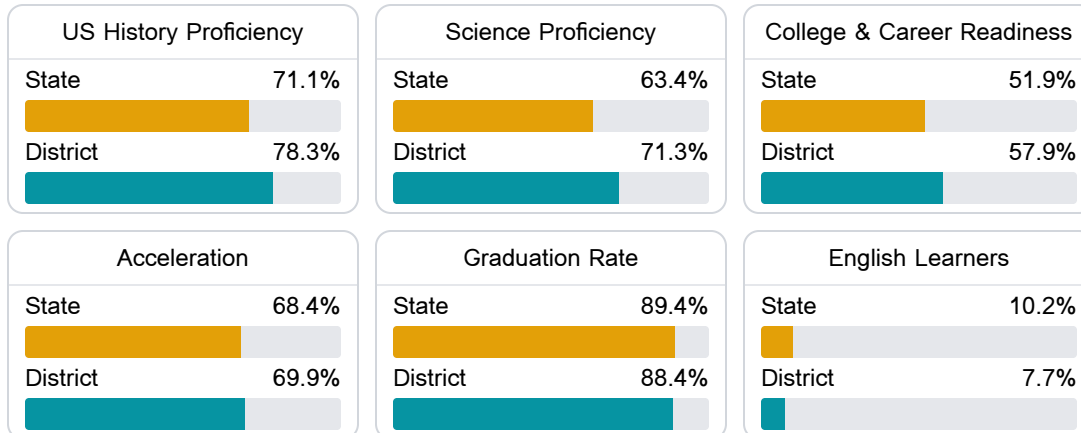 US History Proficiency
State 71.1%
District 78.3%
Science Proficiency
State 63.4%
District 71.3%
College & Career Readiness
State 51.9%
District 57.9%
Acceleration
State 68.4%
District 69.9%
Graduation Rate
State 89.4%
District 88.4%
English Learners
State 10.2%
District 7.7%